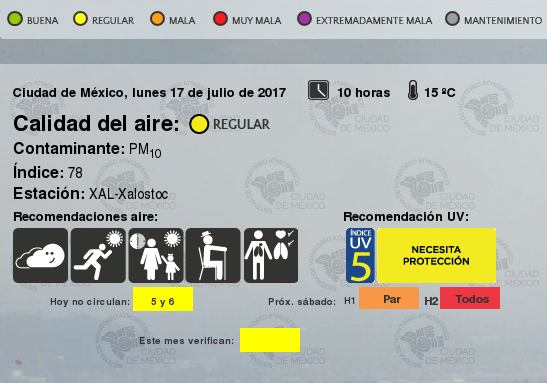 BUENA REGULAR MALA MUY MALA EXTREMADAMENTE MALA MANTENIMIENTO
Ciudad de México, lunes 17 de julio de 2017 10 horas 15 ºC
Calidad del aire: REGULAR
Contaminante: PM10
Índice: 78
Estación: XAL-Xalostoc
Recomendaciones aire: Recomendación UV:
ÍNDICE
UV
5
NECESITA
PROTECCIÓN
Hoy no circulan: 5 y 6 Próx. sábado: H1 Par H2 Todos
Este mes verifican:
CIUDAD
DE MÉXICO